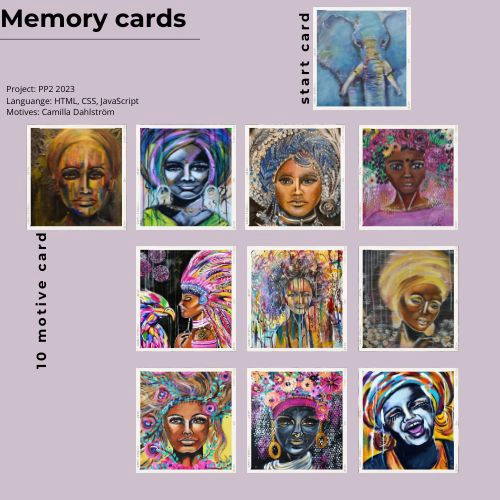 Memory cards
start card
Project: PP2 2023
Languange: HTML, CSS, JavaScript
Motives: Camilla Dahlström
10 motive card